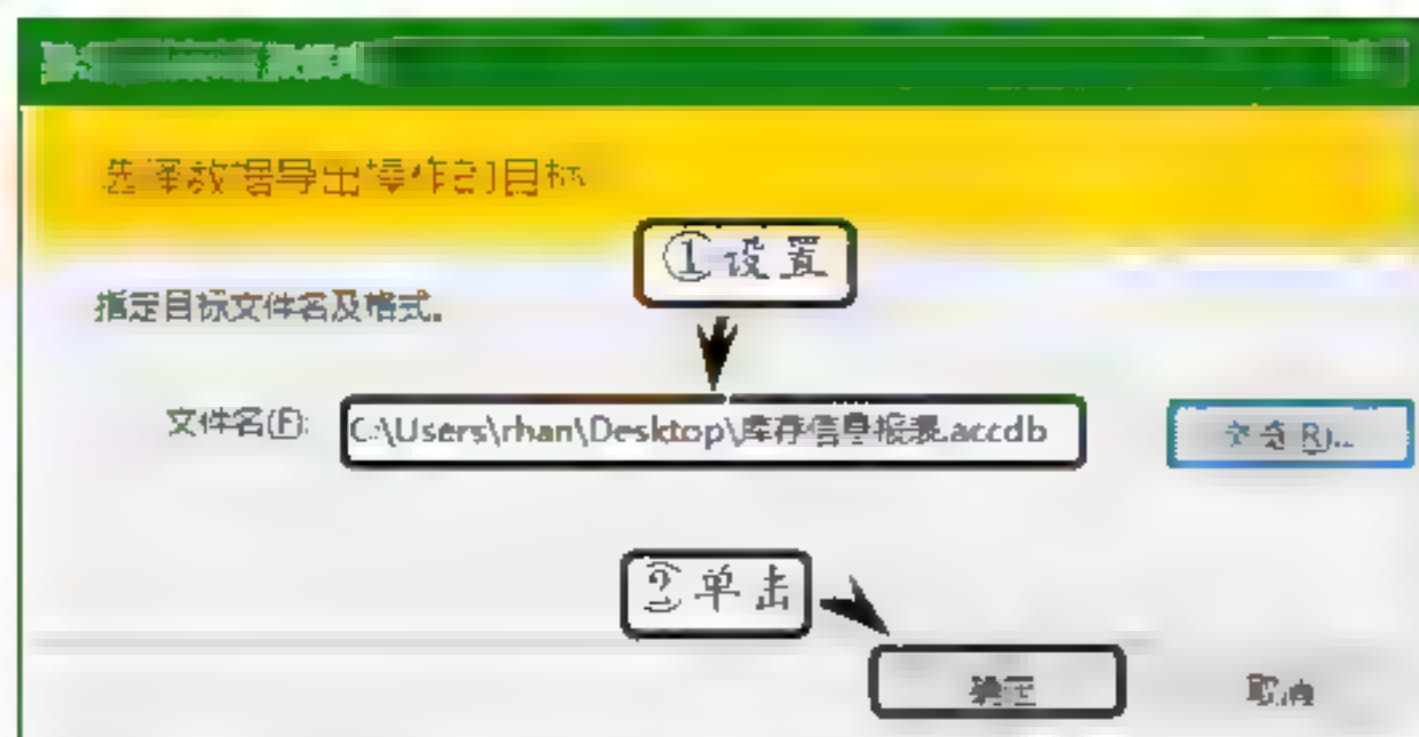 选择数据导出操作的目标
①设置
指定目标文件名及格式。
文件名(F): C:\Users\rhan\Desktop\库存信息报表.accdb
②单击
确定 取消